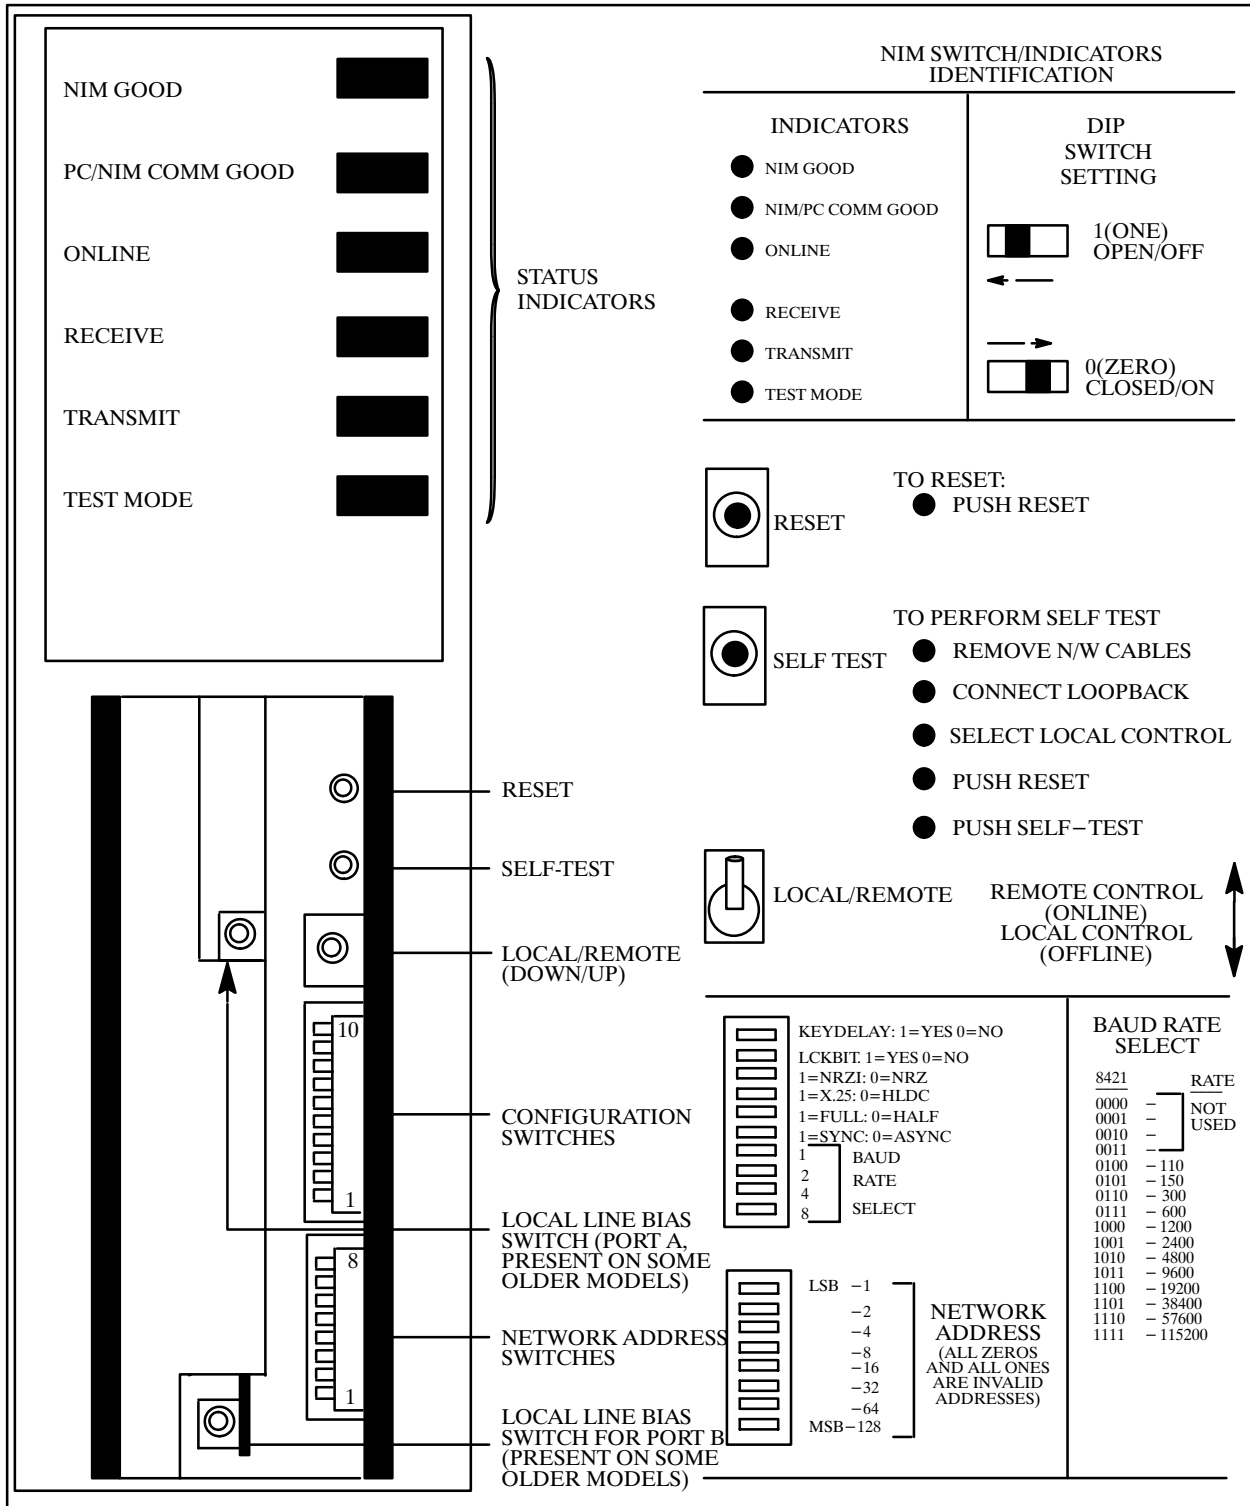 NIM GOOD
PC/NIM COMM GOOD
ONLINE
RECEIVE
TRANSMIT
TEST MODE
STATUS
INDICATORS
RESET
SELF-TEST
LOCAL/REMOTE
(DOWN/UP)
10
1
CONFIGURATION
SWITCHES
LOCAL LINE BIAS
SWITCH (PORT A,
PRESENT ON SOME
OLDER MODELS)
8
1
NETWORK ADDRESS
SWITCHES
LOCAL LINE BIAS
SWITCH FOR PORT B
(PRESENT ON SOME
OLDER MODELS)
NIM SWITCH/INDICATORS
IDENTIFICATION
INDICATORS
NIM GOOD
NIM/PC COMM GOOD
ONLINE
RECEIVE
TRANSMIT
TEST MODE
DIP
SWITCH
SETTING
1(ONE)
OPEN/OFF
0(ZERO)
CLOSED/ON
RESET
TO RESET:
PUSH RESET
SELF TEST
TO PERFORM SELF TEST
REMOVE N/W CABLES
CONNECT LOOPBACK
SELECT LOCAL CONTROL
PUSH RESET
PUSH SELF−TEST
LOCAL/REMOTE
REMOTE CONTROL
(ONLINE)
LOCAL CONTROL
(OFFLINE)
KEYDELAY: 1=YES 0=NO
LCKBIT. 1=YES 0=NO
1=NRZI: 0=NRZ
1=X.25: 0=HLDC
1=FULL: 0=HALF
1=SYNC: 0=ASYNC
1 BAUD
2 RATE
4
8 SELECT
LSB −1
−2
−4
−8
−16
−32
−64
MSB−128
NETWORK
ADDRESS
(ALL ZEROS
AND ALL ONES
ARE INVALID
ADDRESSES)
BAUD RATE
SELECT
8421 RATE
0000 − NOT
0001 − USED
0010 −
0011 −
0100 − 110
0101 − 150
0110 − 300
0111 − 600
1000 − 1200
1001 − 2400
1010 − 4800
1011 − 9600
1100 − 19200
1101 − 38400
1110 − 57600
1111 − 115200